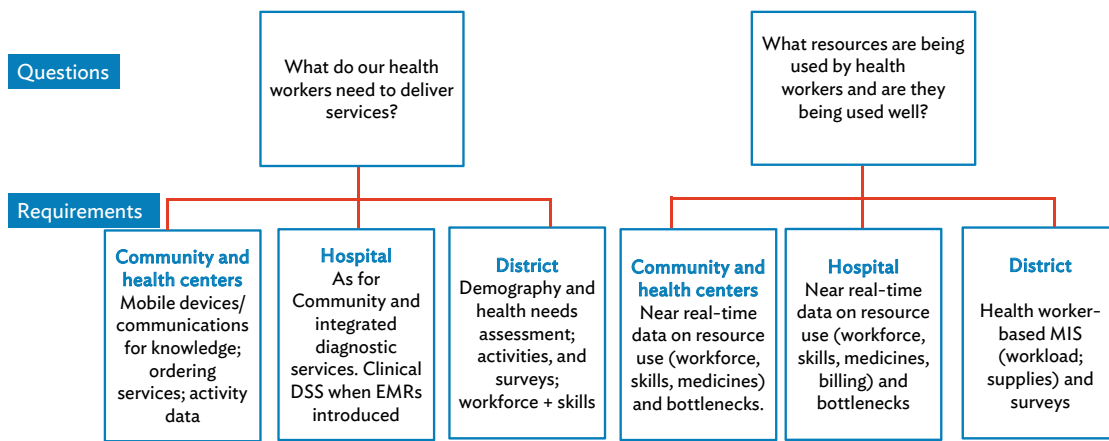 Questions
What do our health
workers need to deliver
services?
What resources are being
used by health
workers and are they
being used well?
Requirements
Community and
health centers
Mobile devices/
communications
for knowledge;
ordering
services; activity
data
Hospital
As for
Community and
integrated
diagnostic
services. Clinical
DSS when EMRs
introduced
District
Demography and
health needs
assessment;
activities, and
surveys;
workforce + skills
Community and
health centers
Near real-time
data on resource
use (workforce,
skills, medicines)
and bottlenecks.
Hospital
Near real-time
data on resource
use (workforce,
skills, medicines,
billing) and
bottlenecks
District
Health worker-
based MIS
(workload;
supplies) and
surveys